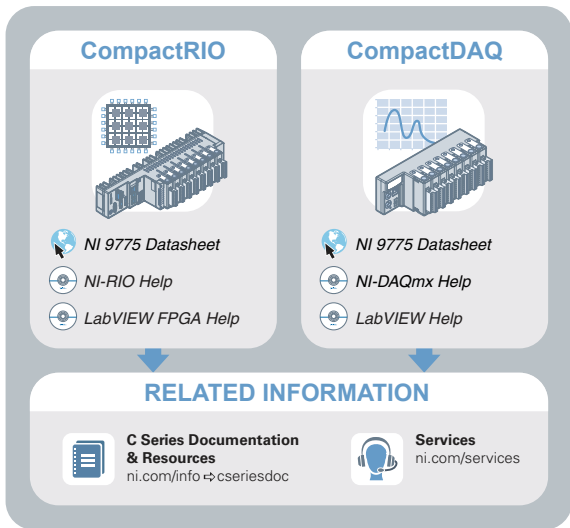 CompactRIO
NI 9775 Datasheet
NI-RIO Help
LabVIEW FPGA Help
CompactDAQ
NI 9775 Datasheet
NI-DAQmx Help
LabVIEW Help
RELATED INFORMATION
C Series Documentation
& Resources
ni.com/info ⇨ cseriesdoc
Services
ni.com/services